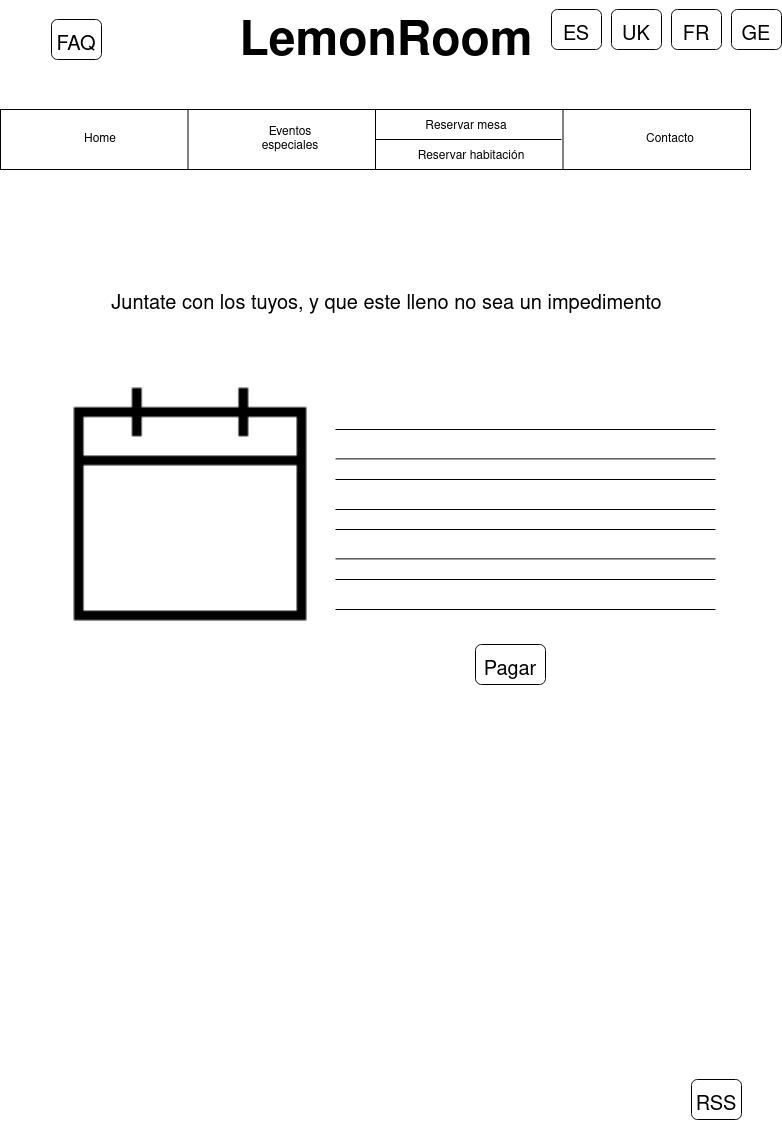 FAQ
LemonRoom
ES
UK
FR
GE
Home
Eventos
especiales
Reservar mesa
Reservar habitación
Contacto
Juntate con los tuyos, y que este lleno no sea un impedimento
Pagar
RSS